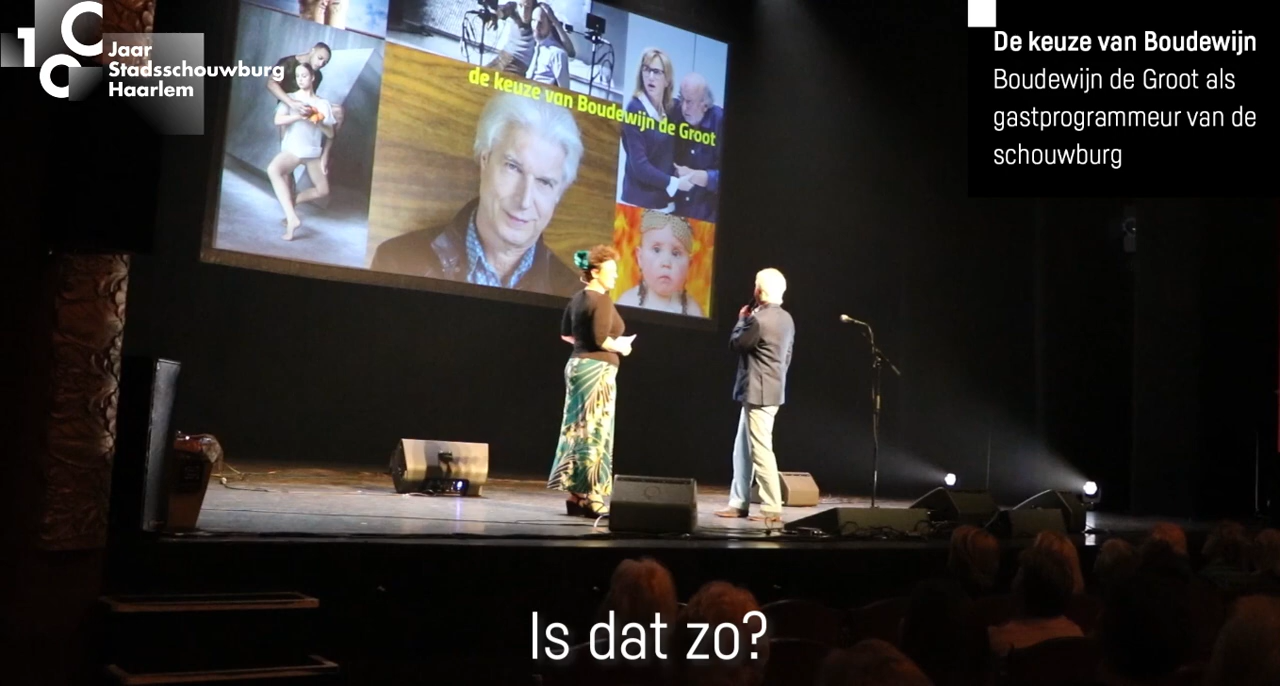 100
Jaar
Stadsschouwburg
Haarlem
de keuze van Boudewijn de Groot
De keuze van Boudewijn
Boudewijn de Groot als
gastprogrammeur van de
schouwburg
Is dat zo?